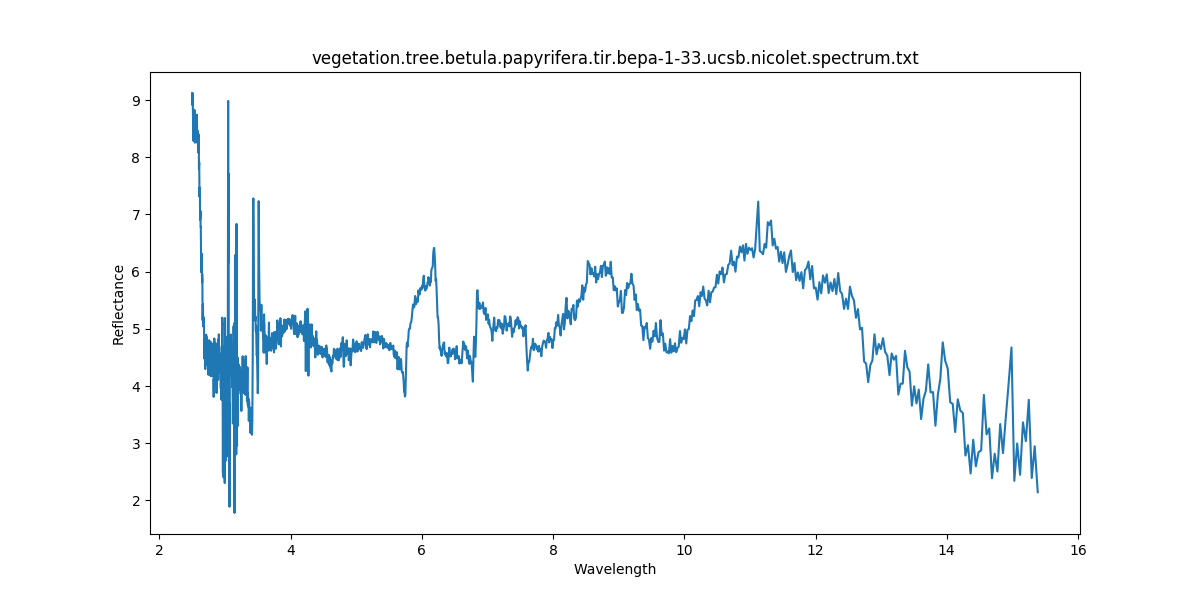 vegetation.tree.betula.papyrifera.tir.bepa-1-33.ucsb.nicolet.spectrum.txt
9
8
7
6
5
4
3
2
Reflectance
2 4 6 8 10 12 14 16
Wavelength